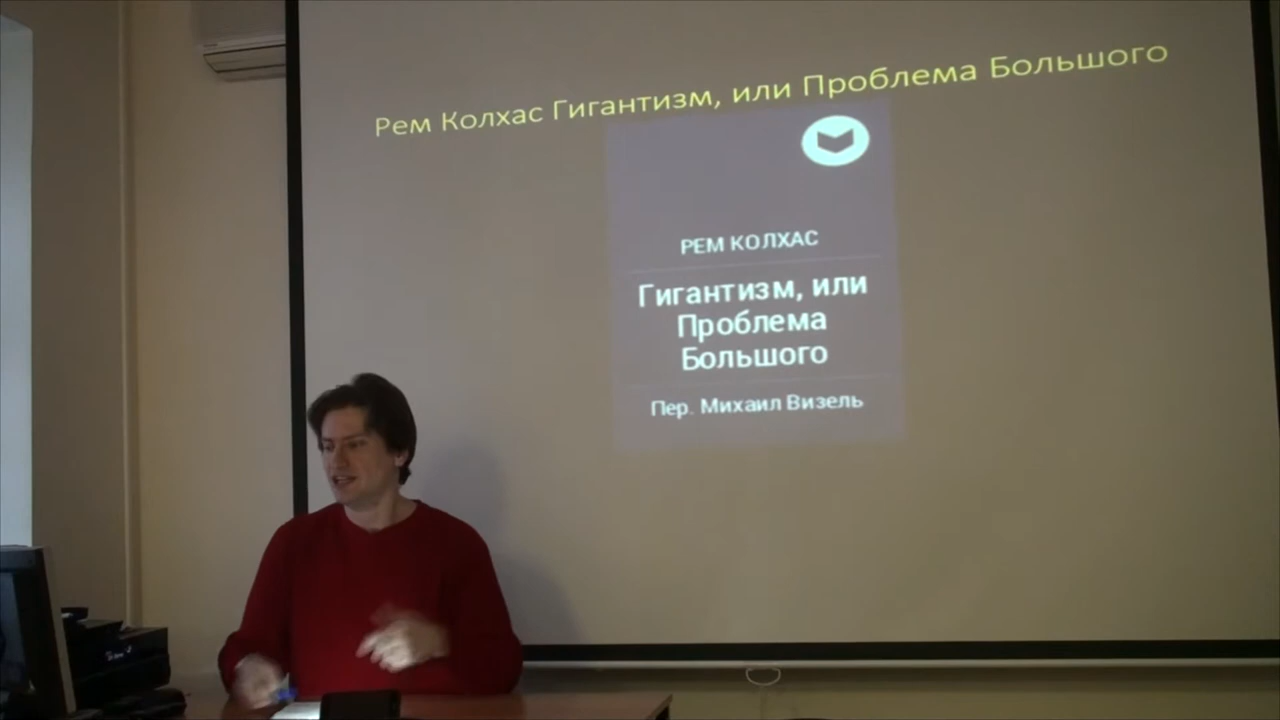 Рем Колхас Гигантизм, или Проблема Большого
РЕМ КОЛХАС
Гигантизм, или
Проблема
Большого
Пер. Михаил Визель